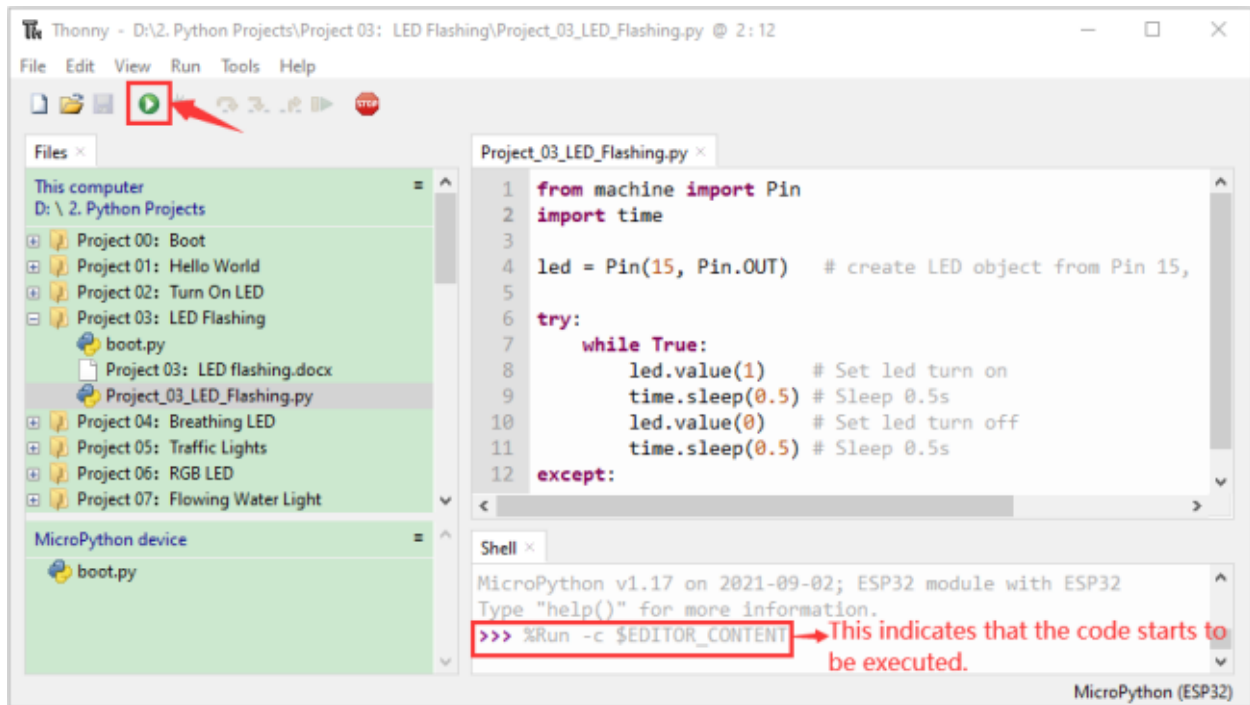 Thonny - D:\2. Python Projects\Project 03: LED Flashing\Project_03_LED_Flashing.py @ 2:12
File Edit View Run Tools Help
STOP
Files
This computer
D: \ 2. Python Projects
Project 00: Boot
Project 01: Hello World
Project 02: Turn On LED
Project 03: LED Flashing
boot.py
Project 03: LED flashing.docx
Project_03_LED_Flashing.py
Project 04: Breathing LED
Project 05: Traffic Lights
Project 06: RGB LED
Project 07: Flowing Water Light
MicroPython device
boot.py
Project_03_LED_Flashing.py
1 from machine import Pin
2 import time
3
4 led = Pin(15, Pin.OUT) # create LED object from Pin 15,
5
6 try:
7 while True:
8 led.value(1) # Set led turn on
9 time.sleep(0.5) # Sleep 0.5s
10 led.value(0) # Set led turn off
11 time.sleep(0.5) # Sleep 0.5s
12 except:
Shell
MicroPython v1.17 on 2021-09-02; ESP32 module with ESP32
Type "help()" for more information.
>>> %Run -c $EDITOR_CONTENT
This indicates that the code starts to
be executed.
MicroPython (ESP32)